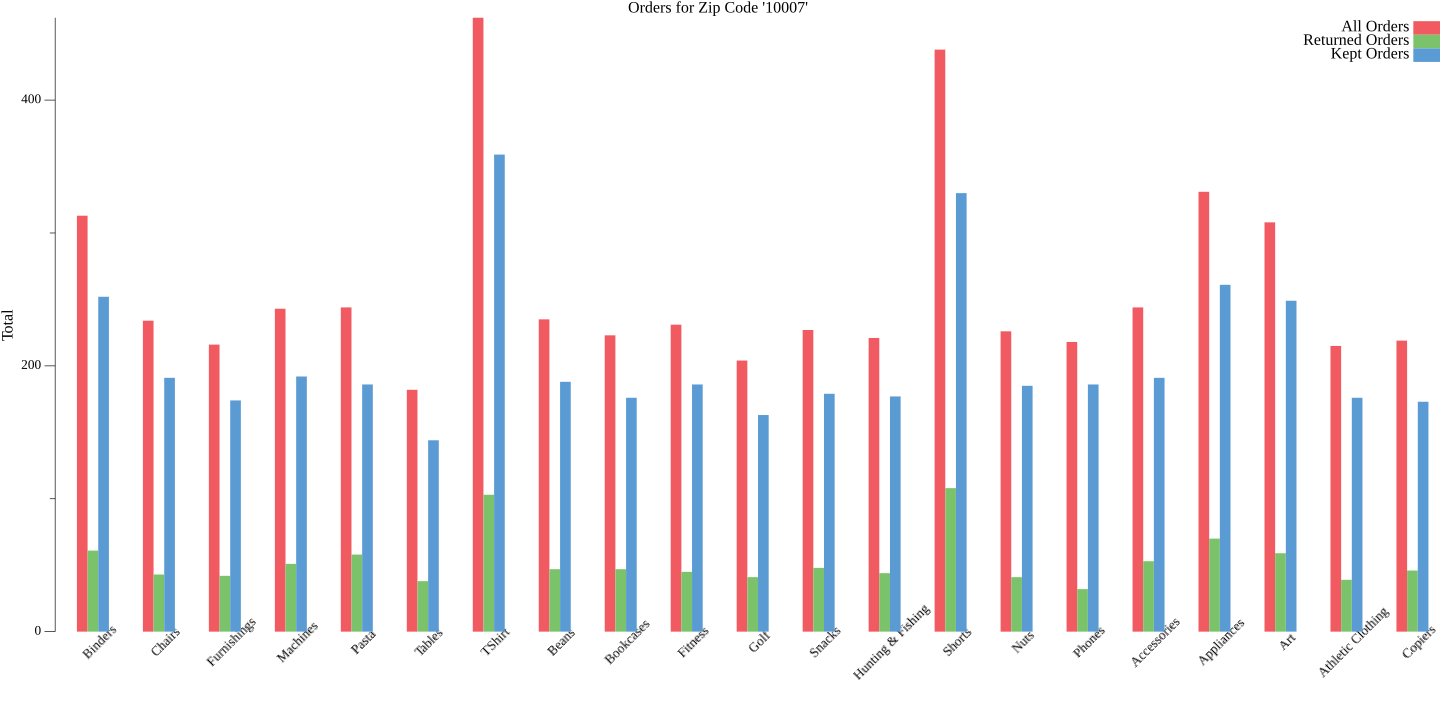 Orders for Zip Code '10007'
All Orders
Returned Orders
Kept Orders
Total
400
200
0
Binders
Chairs
Furnishings
Machines
Pasta
Tables
TShirt
Beans
Bookcases
Fitness
Golf
Snacks
Hunting & Fishing
Shorts
Nuts
Phones
Accessories
Appliances
Art
Athletic Clothing
Copiers